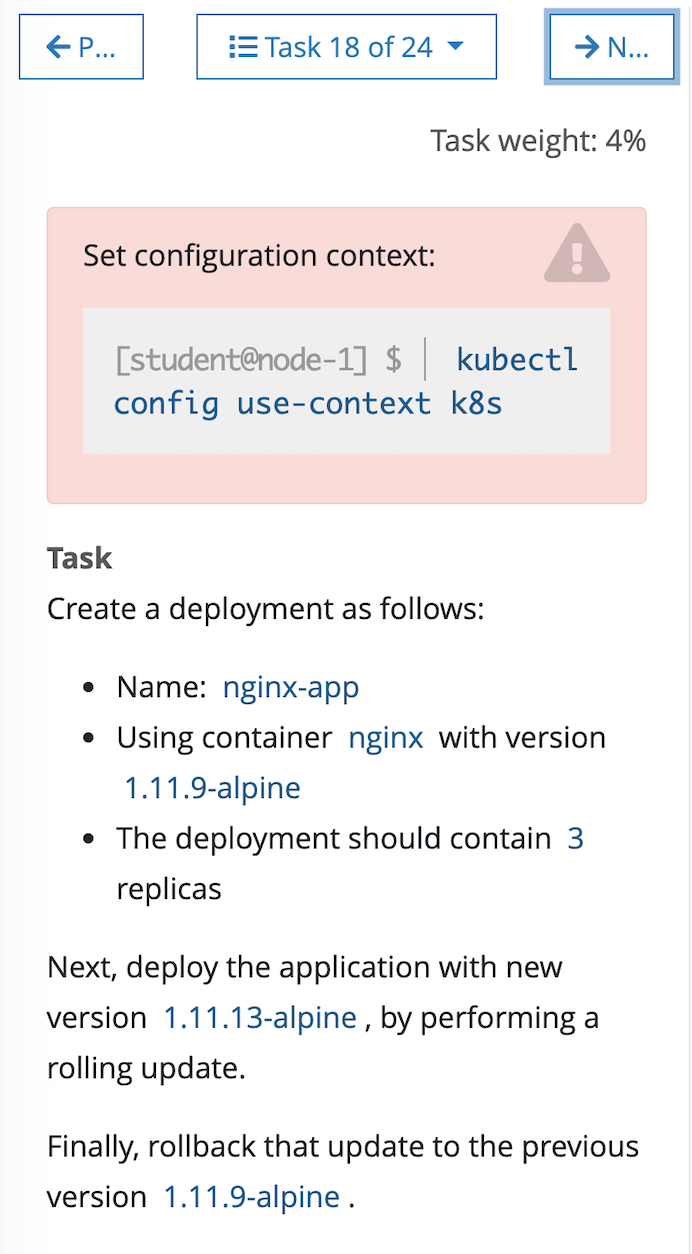 P...
Task 18 of 24
N...
Task weight: 4%
Set configuration context:
[student@node-1] $ | kubectl
config use-context k8s
Task
Create a deployment as follows:
• Name: nginx-app
• Using container nginx with version
1.11.9-alpine
• The deployment should contain 3
replicas
Next, deploy the application with new
version 1.11.13-alpine , by performing a
rolling update.
Finally, rollback that update to the previous
version 1.11.9-alpine .